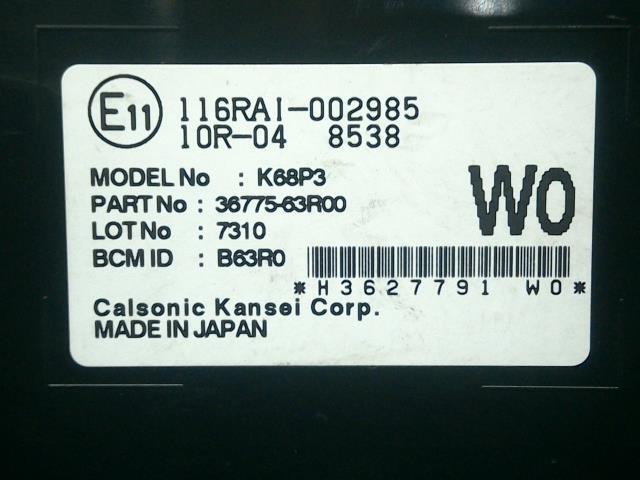 E11 116RAI-002985
10R-04 8538
MODEL No : K68P3
PART No : 36775-63R00
LOT No : 7310
BCM ID : B63R0
W0
*H3627791 W0*
Calsonic Kansei Corp.
MADE IN JAPAN